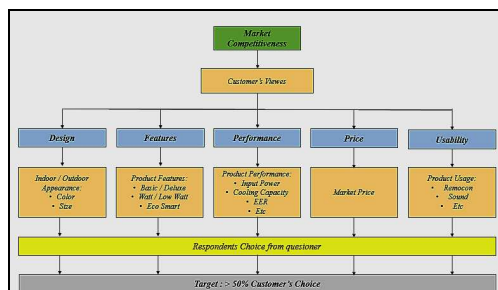 Market
Competitiveness
Customer's Viewes
Design
Features
Performance
Price
Usability
Indoor / Outdoor
Appearance:
• Color
• Size
Product Features:
• Basic / Deluxe
• Watt / Low Watt
• Eco Smart
Product Performance:
• Input Power
• Cooling Capacity
• EER
• Etc
Market Price
Product Usage:
• Remocon
• Sound
• Etc
Respondents Choice from questioner
Target : > 50% Customer's Choice